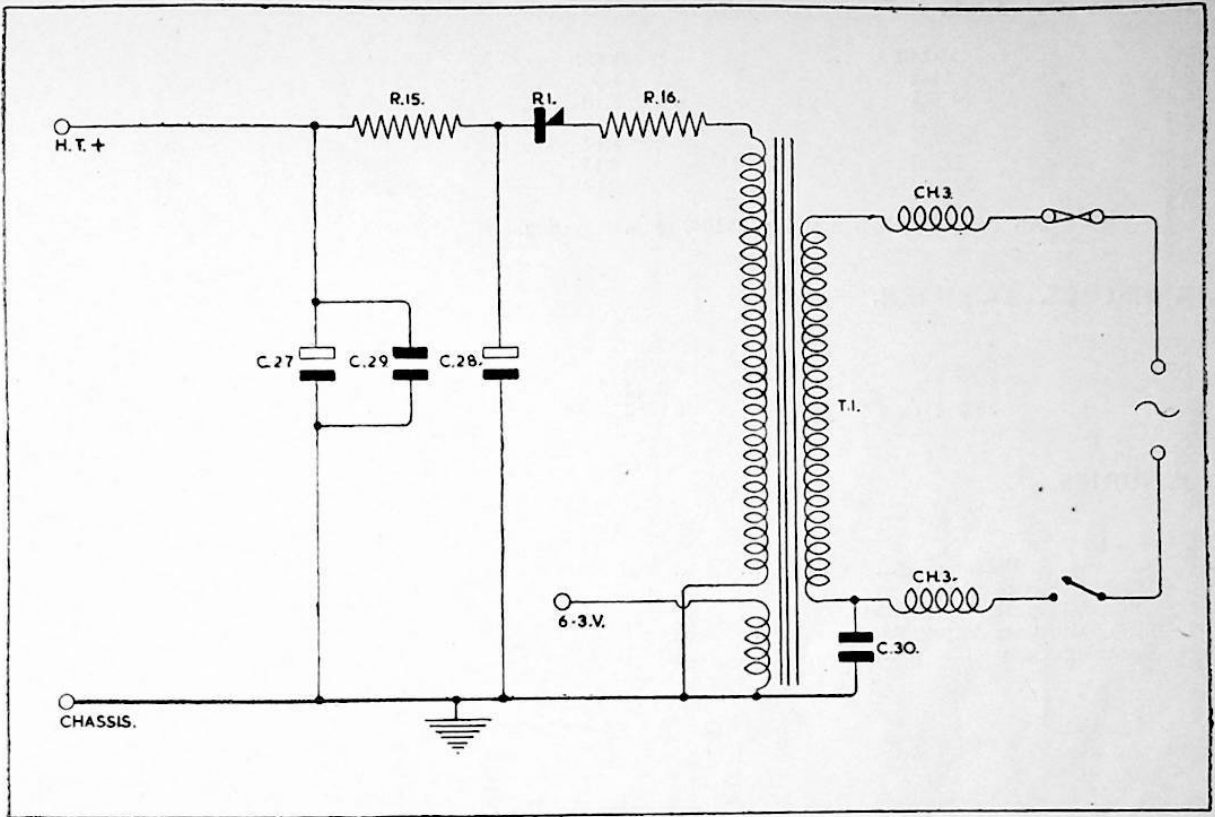 R.15.
R1.
R.16.
H.T. +
CH.3.
C.27
C.29
C.28.
T.1.
CH.3.
6·3.V.
C.30.
CHASSIS.